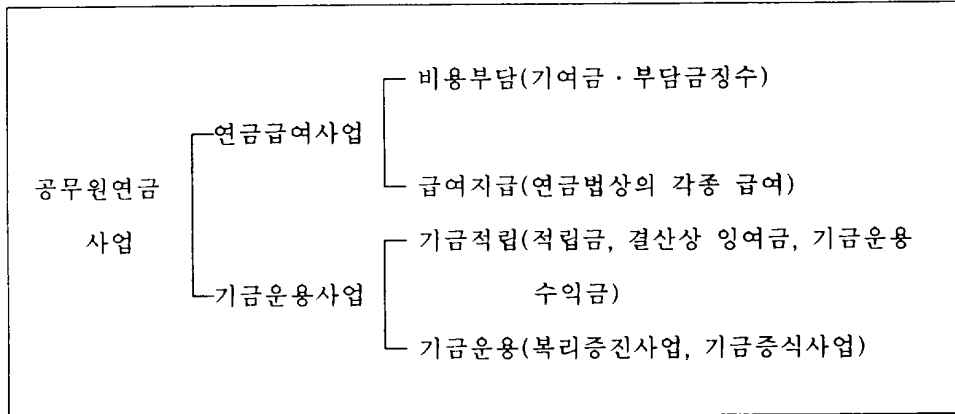 비용부담(기여금 · 부담금징수)
연금급여사업
급여지급(연금법상의 각종 급여)
공무원연금
사업
기금적립(적립금, 결산상 잉여금, 기금운용
수익금)
기금운용사업
기금운용(복리증진사업, 기금증식사업)